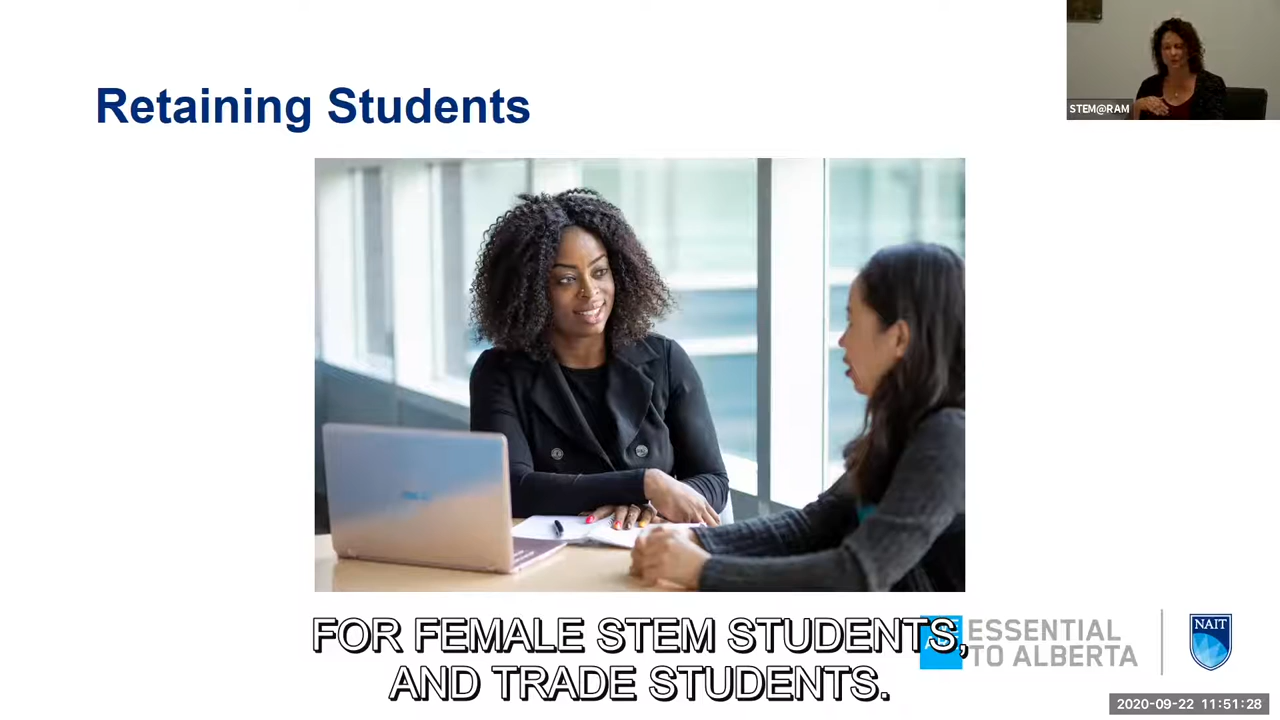 Retaining Students
STEM@RAM
FOR FEMALE STEM STUDENTS,
AND TRADE STUDENTS.
ESSENTIAL
TO ALBERTA
NAIT
2020-09-22 11:51:28